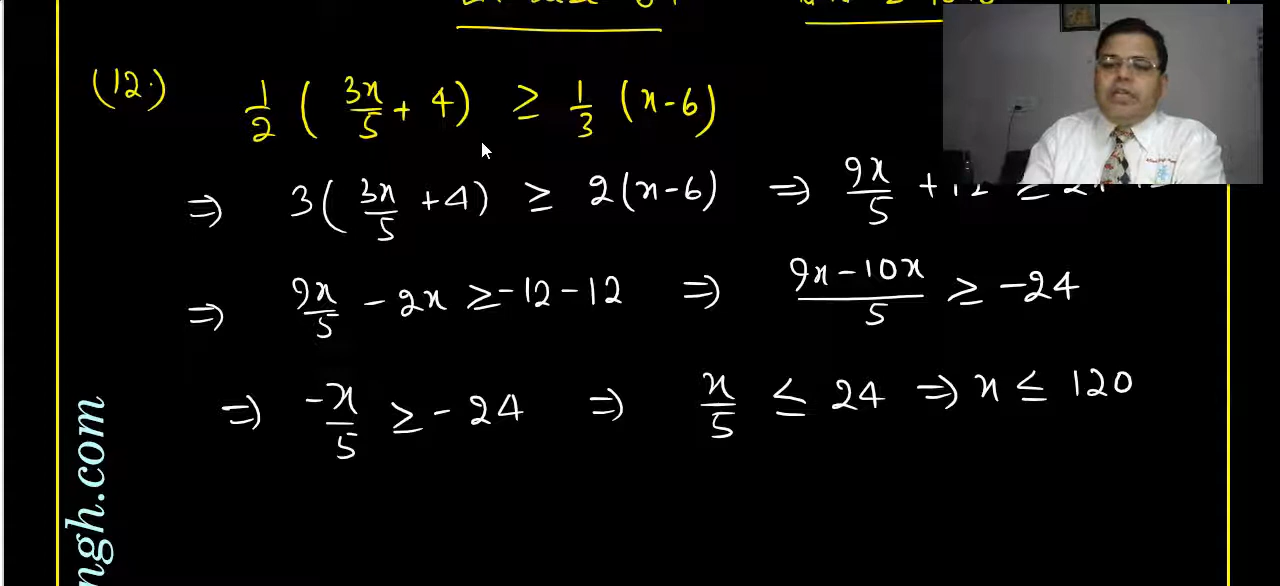 (12.) 1/2 ( 3x/5 + 4) ≥ 1/3 (x-6)
⇒ 3( 3x/5 +4) ≥ 2(x-6) ⇒ 9x/5 + 12 ≥
⇒ 9x/5 - 2x ≥ -12-12 ⇒ 9x-10x/5 ≥ -24
⇒ -x/5 ≥ -24 ⇒ x/5 ≤ 24 ⇒ x ≤ 120
ngh.com